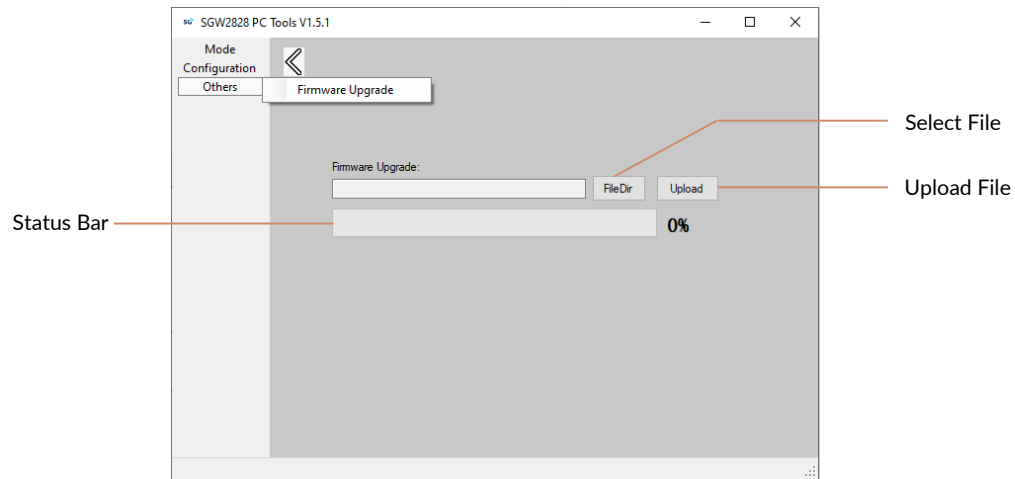 SG SGW2828 PC Tools V1.5.1
Mode
Configuration
Others
Firmware Upgrade
Select File
Firmware Upgrade:
FileDir
Upload
Upload File
Status Bar
0%